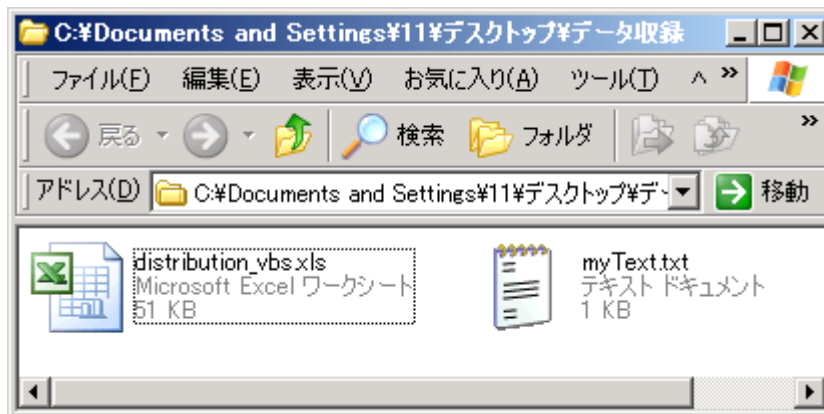 C:¥Documents and Settings¥11¥デスクトップ¥データ収録
ファイル(F) 編集(E) 表示(V) お気に入り(A) ツール(T) ヘ »
戻る 検索 フォルダ »
アドレス(D) C:¥Documents and Settings¥11¥デスクトップ¥デー 移動
distribution_vbs.xls
Microsoft Excel ワークシート
51 KB
myText.txt
テキスト ドキュメント
1 KB